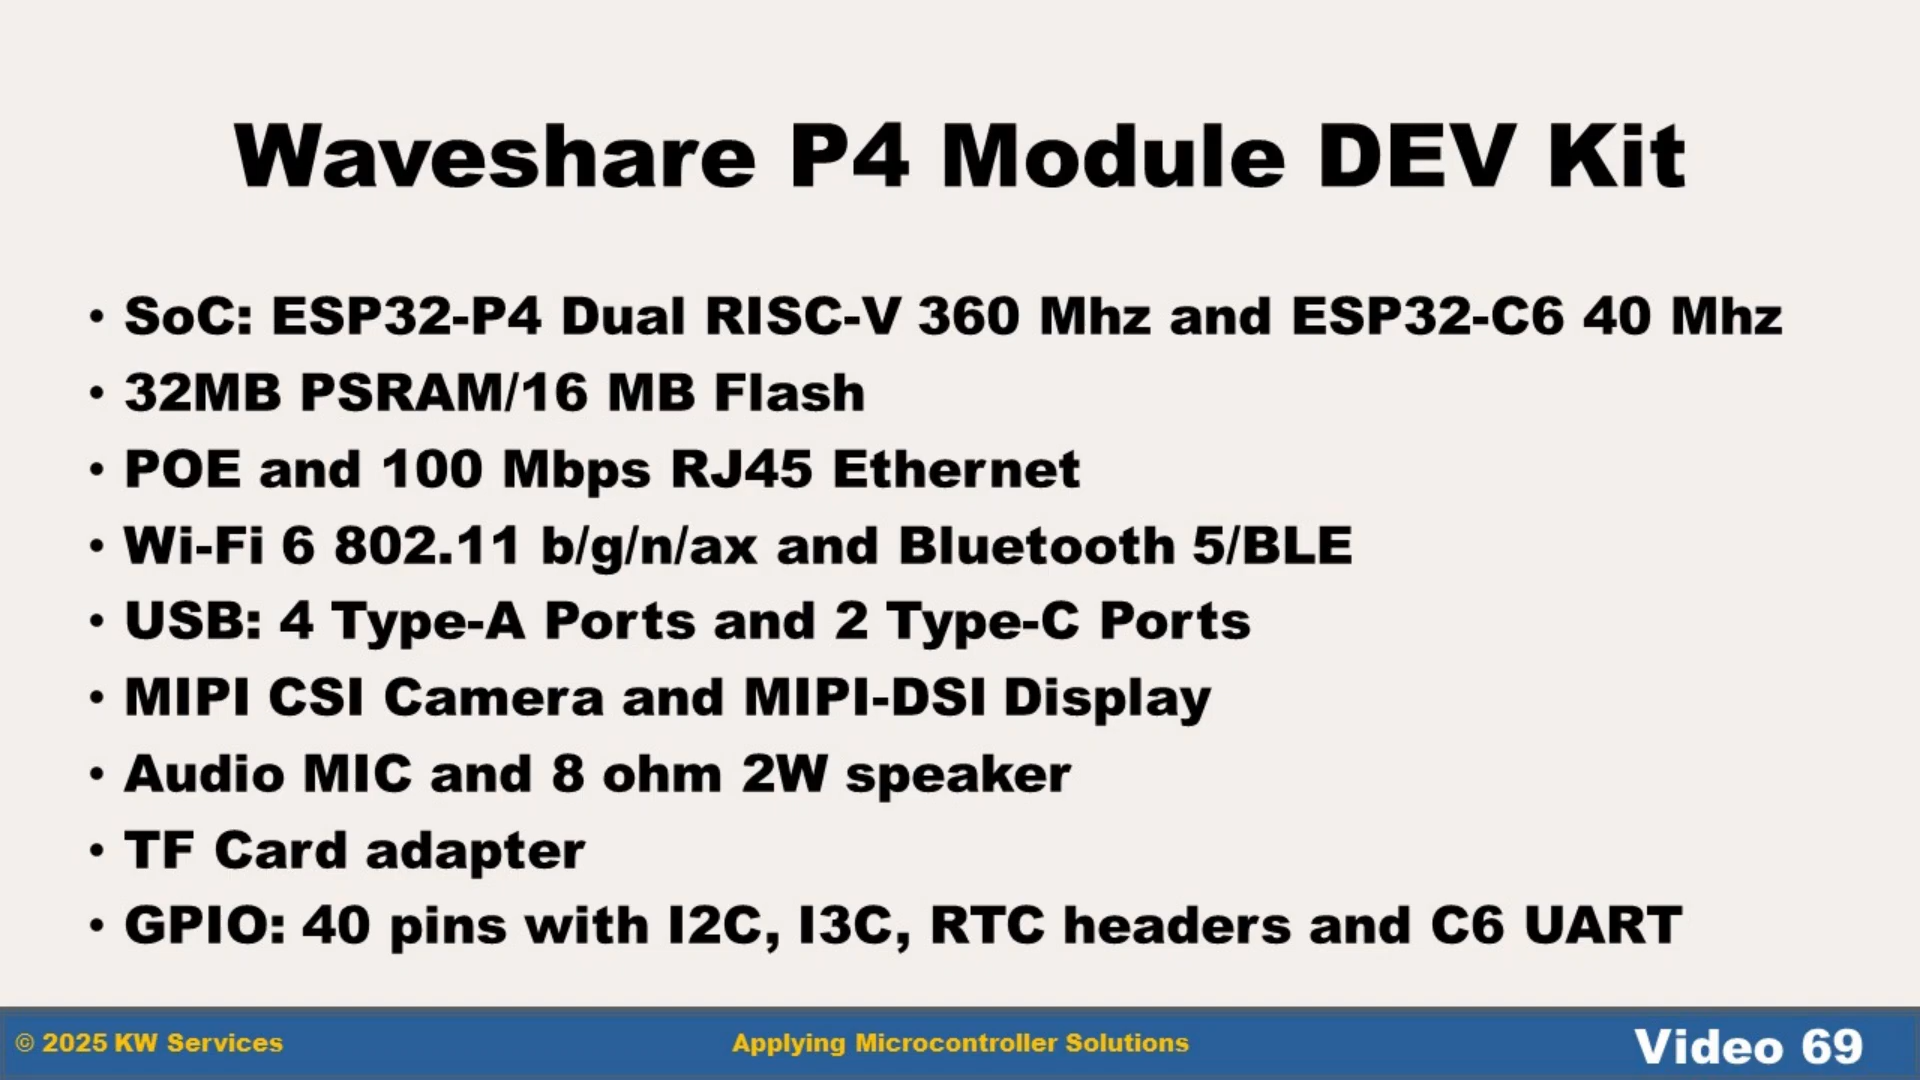 Waveshare P4 Module DEV Kit
• SoC: ESP32-P4 Dual RISC-V 360 Mhz and ESP32-C6 40 Mhz
• 32MB PSRAM/16 MB Flash
• POE and 100 Mbps RJ45 Ethernet
• Wi-Fi 6 802.11 b/g/n/ax and Bluetooth 5/BLE
• USB: 4 Type-A Ports and 2 Type-C Ports
• MIPI CSI Camera and MIPI-DSI Display
• Audio MIC and 8 ohm 2W speaker
• TF Card adapter
• GPIO: 40 pins with I2C, I3C, RTC headers and C6 UART
© 2025 KW Services
Applying Microcontroller Solutions
Video 69